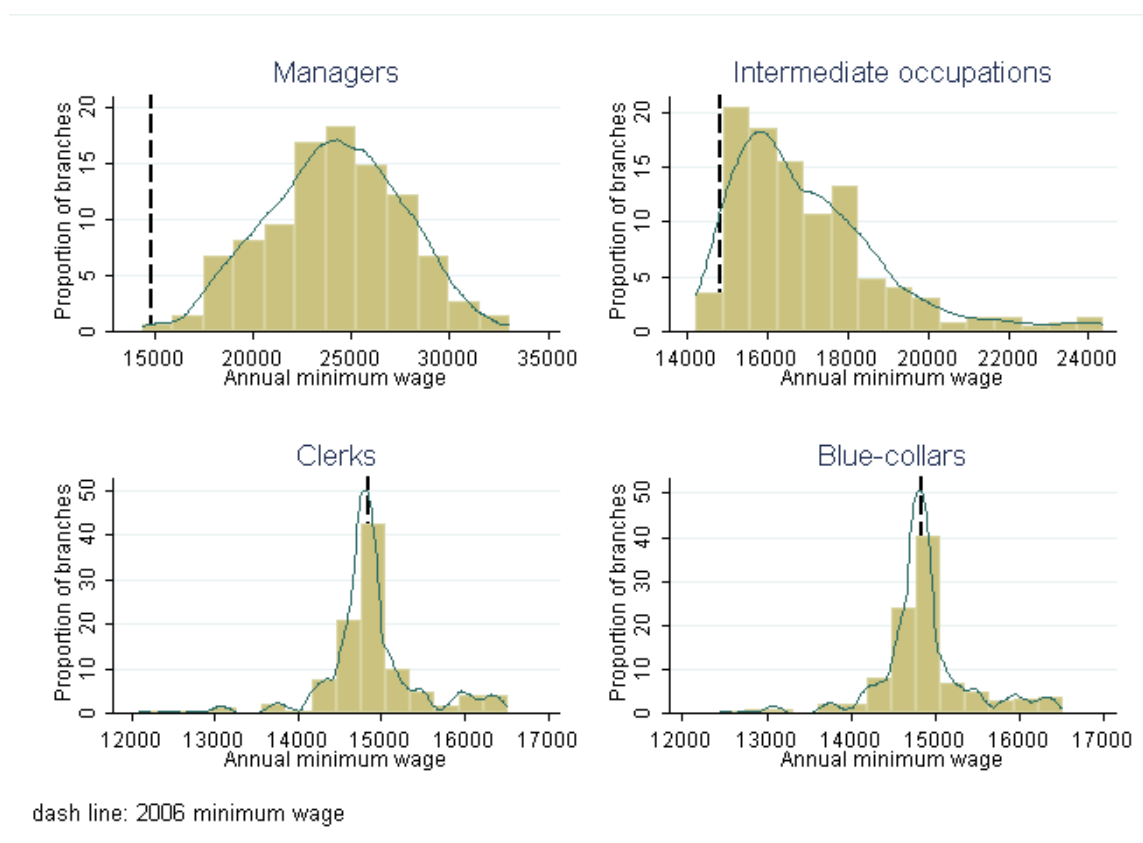 Managers
Proportion of branches
0 5 10 15 20
15000 20000 25000 30000 35000
Annual minimum wage
Intermediate occupations
Proportion of branches
0 5 10 15 20
14000 16000 18000 20000 22000 24000
Annual minimum wage
Clerks
Proportion of branches
0 10 20 30 40 50
12000 13000 14000 15000 16000 17000
Annual minimum wage
Blue-collars
Proportion of branches
0 10 20 30 40 50
12000 13000 14000 15000 16000 17000
Annual minimum wage
dash line: 2006 minimum wage